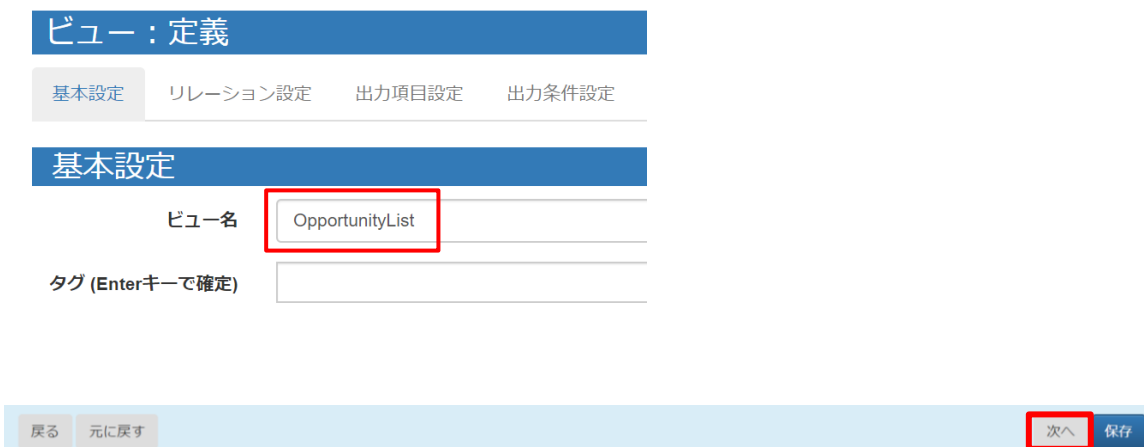 ビュー：定義
基本設定 リレーション設定 出力項目設定 出力条件設定
基本設定
ビュー名 OpportunityList
タグ (Enterキーで確定)
戻る 元に戻す 次へ 保存